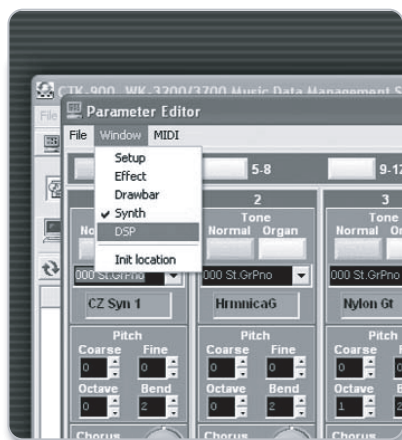 CTK-900, WK-3200/3700 Music Data Management S
File
Parameter Editor
File Window MIDI
Setup
Effect
Drawbar
Synth
DSP
Init location
5-8
9-12
2
3
Tone
Tone
Normal Organ
Normal
000 St.GrPno
000 St.GrPno
000 St.GrPno
CZ Syn 1
HrmnicaG
Nylon Gt
Pitch
Pitch
Pitch
Coarse Fine
Coarse Fine
Coarse
0 0
0 0
0
Octave Bend
Octave Bend
Octave
0 2
0 2
1 2
Chorus
Chorus
Chorus